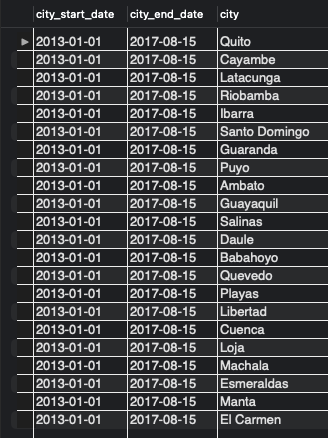 city_start_date city_end_date city
2013-01-01 2017-08-15 Quito
2013-01-01 2017-08-15 Cayambe
2013-01-01 2017-08-15 Latacunga
2013-01-01 2017-08-15 Riobamba
2013-01-01 2017-08-15 Ibarra
2013-01-01 2017-08-15 Santo Domingo
2013-01-01 2017-08-15 Guaranda
2013-01-01 2017-08-15 Puyo
2013-01-01 2017-08-15 Ambato
2013-01-01 2017-08-15 Guayaquil
2013-01-01 2017-08-15 Salinas
2013-01-01 2017-08-15 Daule
2013-01-01 2017-08-15 Babahoyo
2013-01-01 2017-08-15 Quevedo
2013-01-01 2017-08-15 Playas
2013-01-01 2017-08-15 Libertad
2013-01-01 2017-08-15 Cuenca
2013-01-01 2017-08-15 Loja
2013-01-01 2017-08-15 Machala
2013-01-01 2017-08-15 Esmeraldas
2013-01-01 2017-08-15 Manta
2013-01-01 2017-08-15 El Carmen